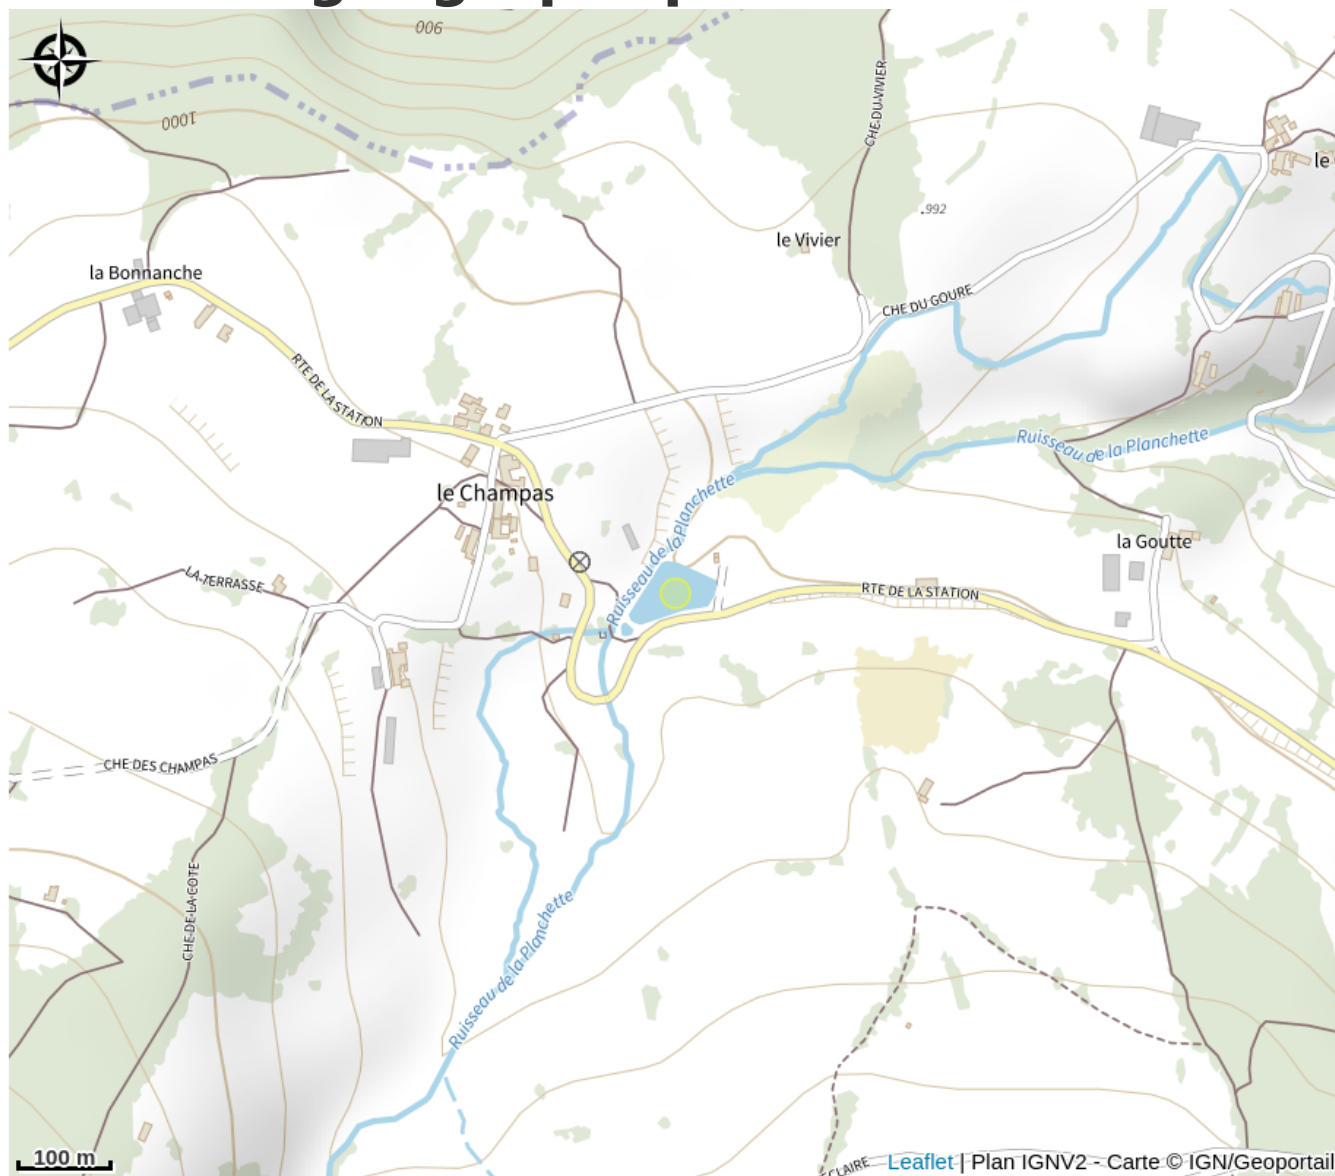 900
1000
CHE DU VIVIER
le
.992
le Vivier
la Bonnanche
CHE DU GOURE
RTE DE LA STATION
Ruisseau de la Planchette
le Champas
Ruisseau de la Planchette
la Goutte
LA TERRASSE
RTE DE LA STATION
CHE DES CHAMPAS
CHE DE LA COTE
Ruisseau de la Planchette
100 m
CLAIRE
Leaflet | Plan IGNV2 - Carte © IGN/Geoportail